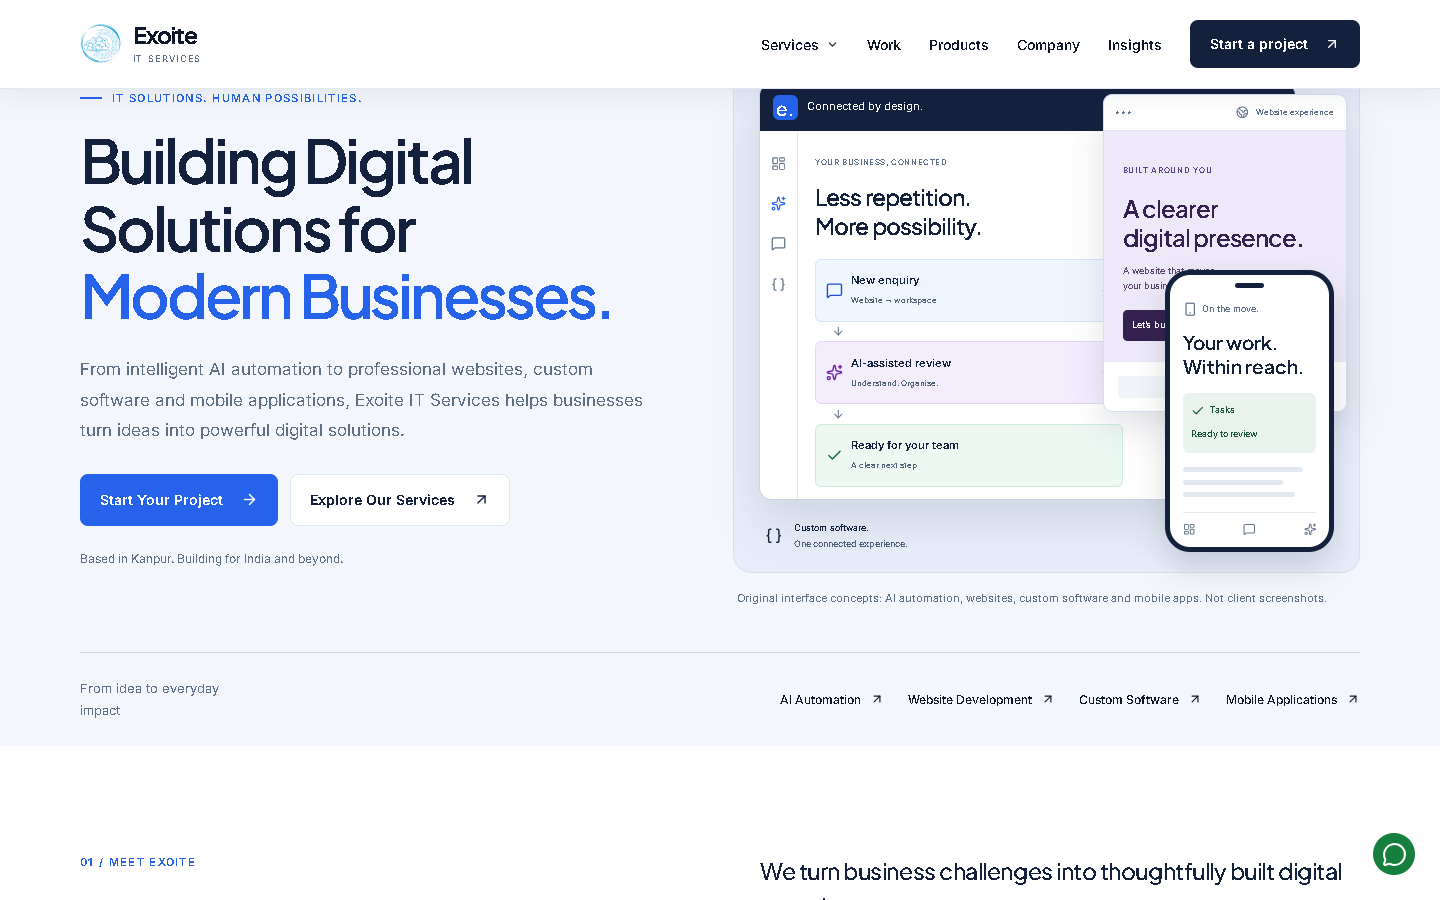 Exoite
IT SERVICES
Services
Work
Products
Company
Insights
Start a project
IT SOLUTIONS. HUMAN POSSIBILITIES.
Building Digital
Solutions for
Modern Businesses.
From intelligent AI automation to professional websites, custom
software and mobile applications, Exoite IT Services helps businesses
turn ideas into powerful digital solutions.
Start Your Project
Explore Our Services
Based in Kanpur. Building for India and beyond.
e.
Connected by design.
YOUR BUSINESS, CONNECTED
Less repetition.
More possibility.
New enquiry
Website → workspace
AI-assisted review
Understand. Organise.
Ready for your team
A clear next step
{ } Custom software.
One connected experience.
Website experience
BUILT AROUND YOU
A clearer
digital presence.
A website that
your
Let's
On the move.
Your work.
Within reach.
Tasks
Ready to review
Original interface concepts: AI automation, websites, custom software and mobile apps. Not client screenshots.
From idea to everyday
impact
AI Automation
Website Development
Custom Software
Mobile Applications
01 / MEET EXOITE
We turn business challenges into thoughtfully built digital